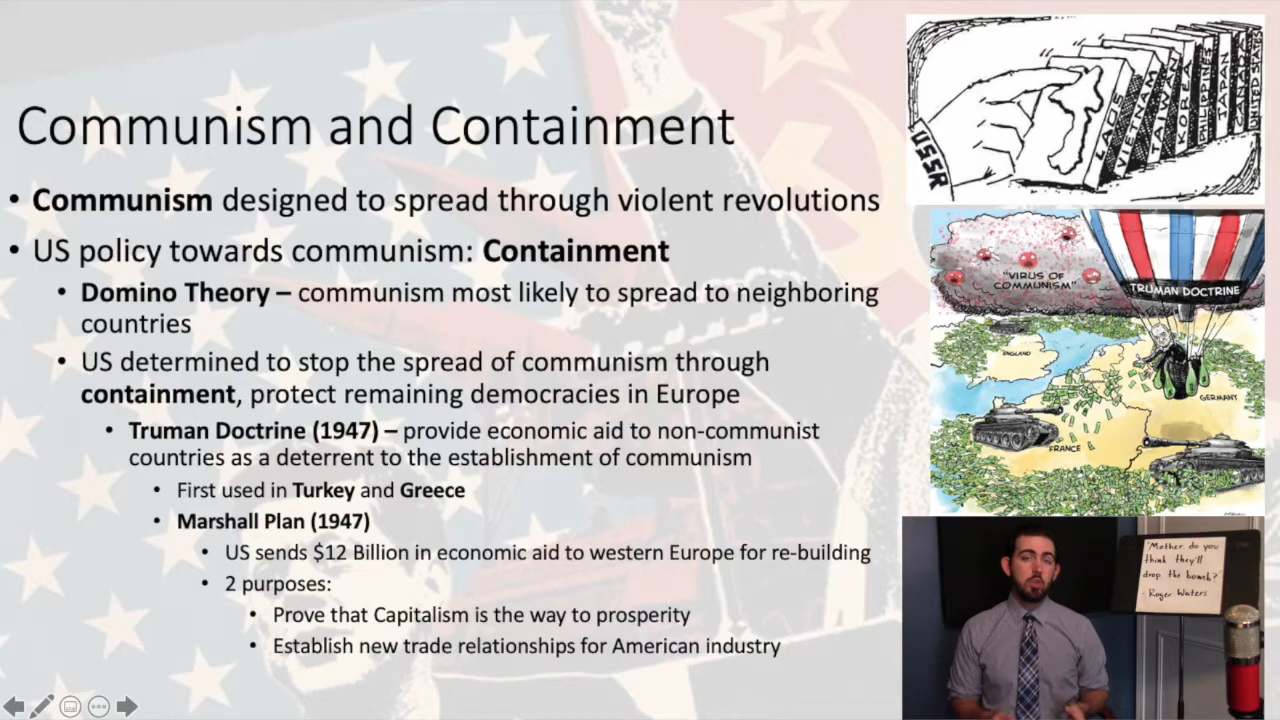 Communism and Containment
• Communism designed to spread through violent revolutions
• US policy towards communism: Containment
• Domino Theory – communism most likely to spread to neighboring
countries
• US determined to stop the spread of communism through
containment, protect remaining democracies in Europe
• Truman Doctrine (1947) – provide economic aid to non-communist
countries as a deterrent to the establishment of communism
• First used in Turkey and Greece
• Marshall Plan (1947)
• US sends $12 Billion in economic aid to western Europe for re-building
• 2 purposes:
• Prove that Capitalism is the way to prosperity
• Establish new trade relationships for American industry
USSR
LAOS
VIETNAM
TAIWAN
KOREA
PHILIPPINES
JAPAN
CANADA
UNITED STATES
"VIRUS OF
COMMUNISM"
TRUMAN DOCTRINE
ENGLAND
GERMANY
FRANCE
"Mother do you
think they'll
drop the bomb?"
- Roger Waters